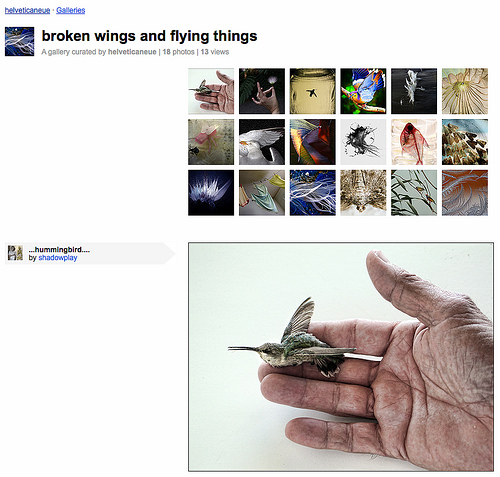 helveticaneue · Galleries
broken wings and flying things
A gallery curated by helveticaneue | 18 photos | 13 views
...hummingbird....
by shadowplay